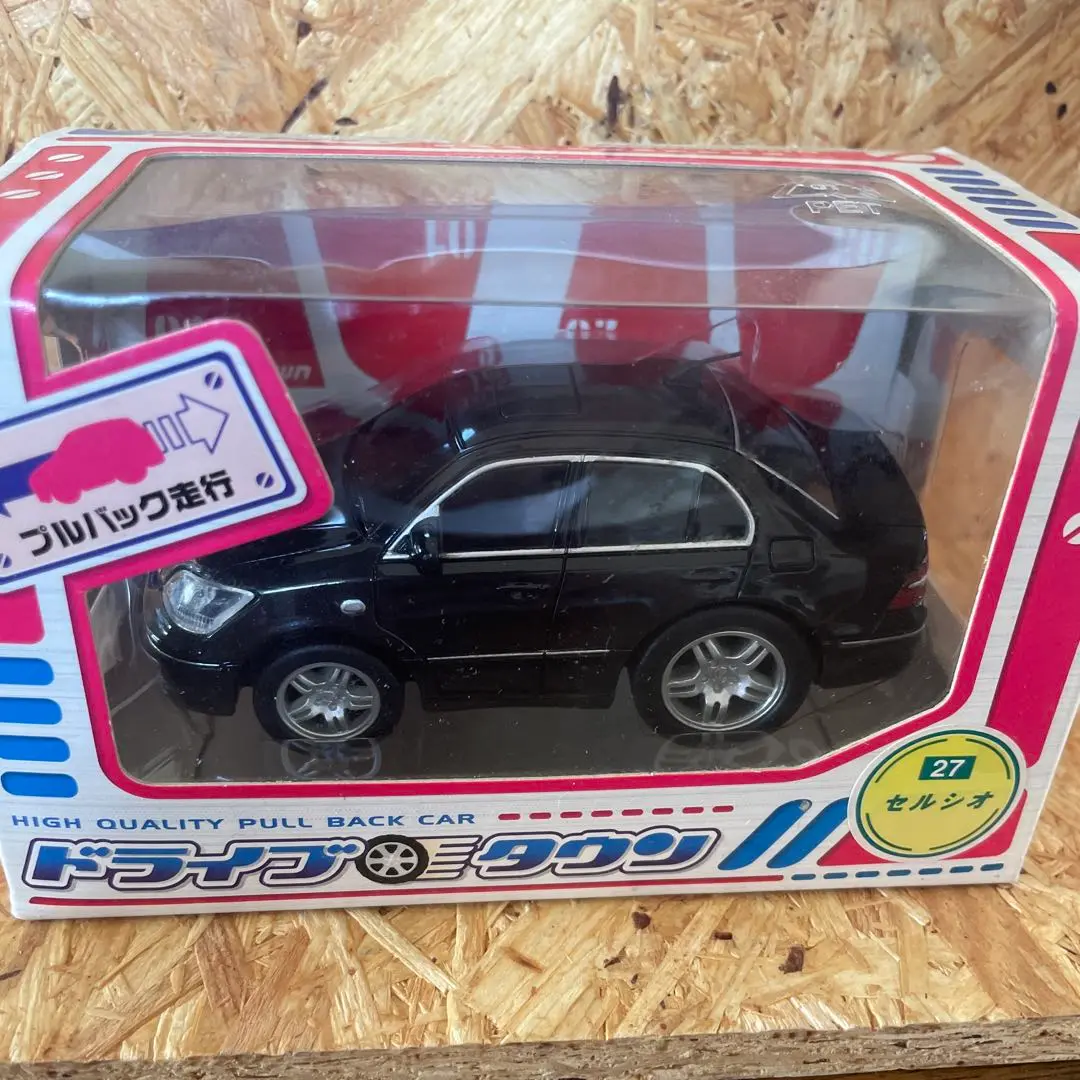 PET
プルバック走行
27
セルシオ
HIGH QUALITY PULL BACK CAR
ドライブタウン